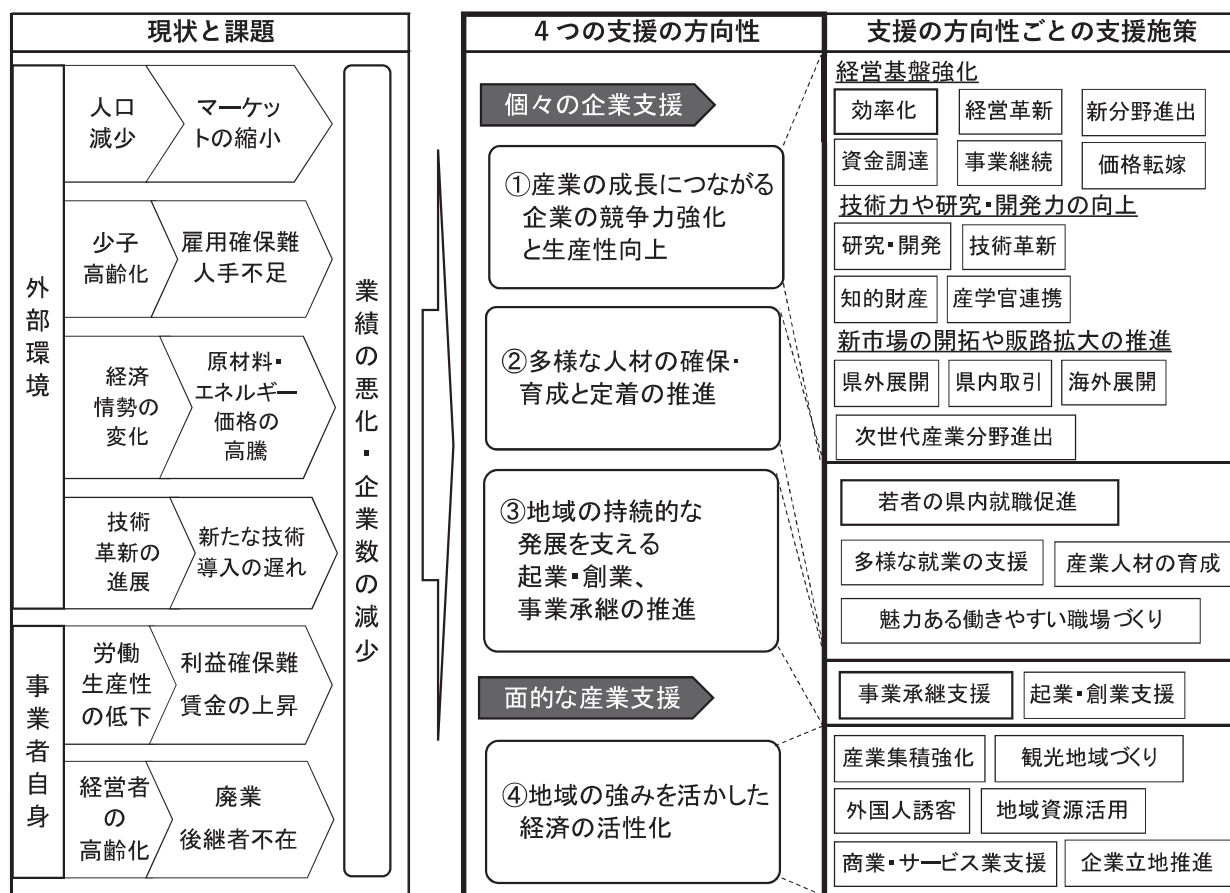 現状と課題
外部環境
人口
減少
マーケッ
トの縮小
少子
高齢化
雇用確保難
人手不足
経済
情勢の
変化
原材料・
エネルギー
価格の
高騰
技術
革新の
進展
新たな技術
導入の遅れ
事業者自身
労働
生産性
の低下
利益確保難
賃金の上昇
経営者
の
高齢化
廃業
後継者不在
業績の悪化・企業数の減少
4つの支援の方向性
個々の企業支援
①産業の成長につながる
企業の競争力強化
と生産性向上
②多様な人材の確保・
育成と定着の推進
③地域の持続的な
発展を支える
起業・創業、
事業承継の推進
面的な産業支援
④地域の強みを活かした
経済の活性化
支援の方向性ごとの支援施策
経営基盤強化
効率化 経営革新 新分野進出
資金調達 事業継続 価格転嫁
技術力や研究・開発力の向上
研究・開発 技術革新
知的財産 産学官連携
新市場の開拓や販路拡大の推進
県外展開 県内取引 海外展開
次世代産業分野進出
若者の県内就職促進
多様な就業の支援 産業人材の育成
魅力ある働きやすい職場づくり
事業承継支援 起業・創業支援
産業集積強化 観光地域づくり
外国人誘客 地域資源活用
商業・サービス業支援 企業立地推進